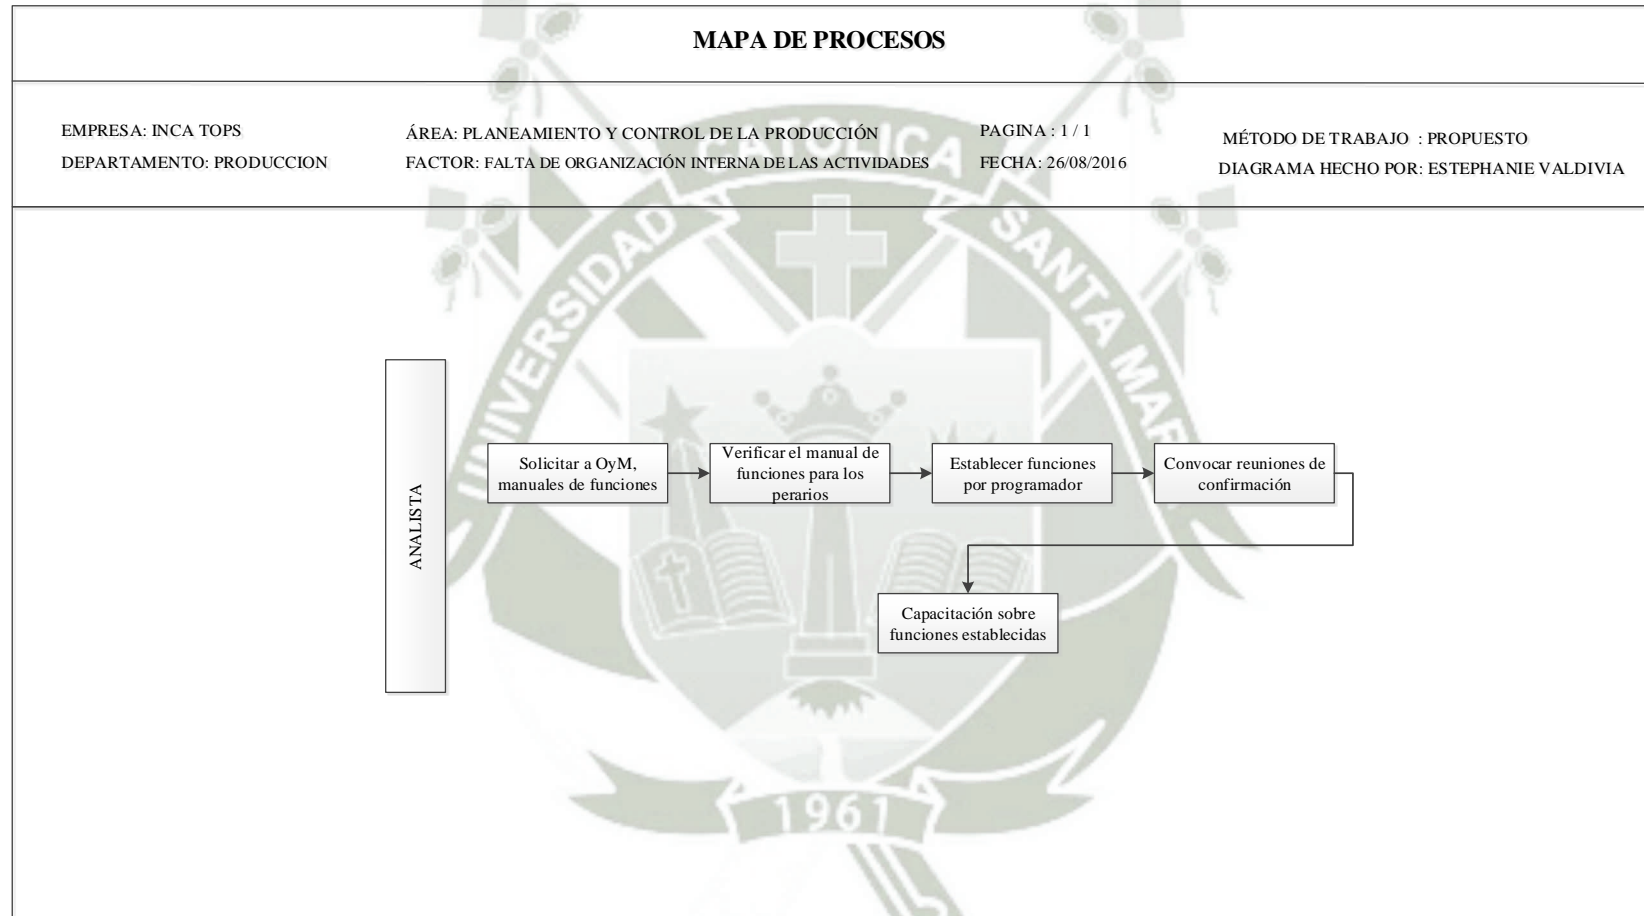 MAPA DE PROCESOS
EMPRESA: INCA TOPS
DEPARTAMENTO: PRODUCCION
ÁREA: PLANEAMIENTO Y CONTROL DE LA PRODUCCIÓN
FACTOR: FALTA DE ORGANIZACIÓN INTERNA DE LAS ACTIVIDADES
PAGINA : 1 / 1
FECHA: 26/08/2016
MÉTODO DE TRABAJO : PROPUESTO
DIAGRAMA HECHO POR: ESTEPHANIE VALDIVIA
UNIVERSIDAD
CATOLICA
SANTA MARIA
ANALISTA
Solicitar a OyM,
manuales de funciones
Verificar el manual de
funciones para los
perarios
Establecer funciones
por programador
Convocar reuniones de
confirmación
Capacitación sobre
funciones establecidas
1961